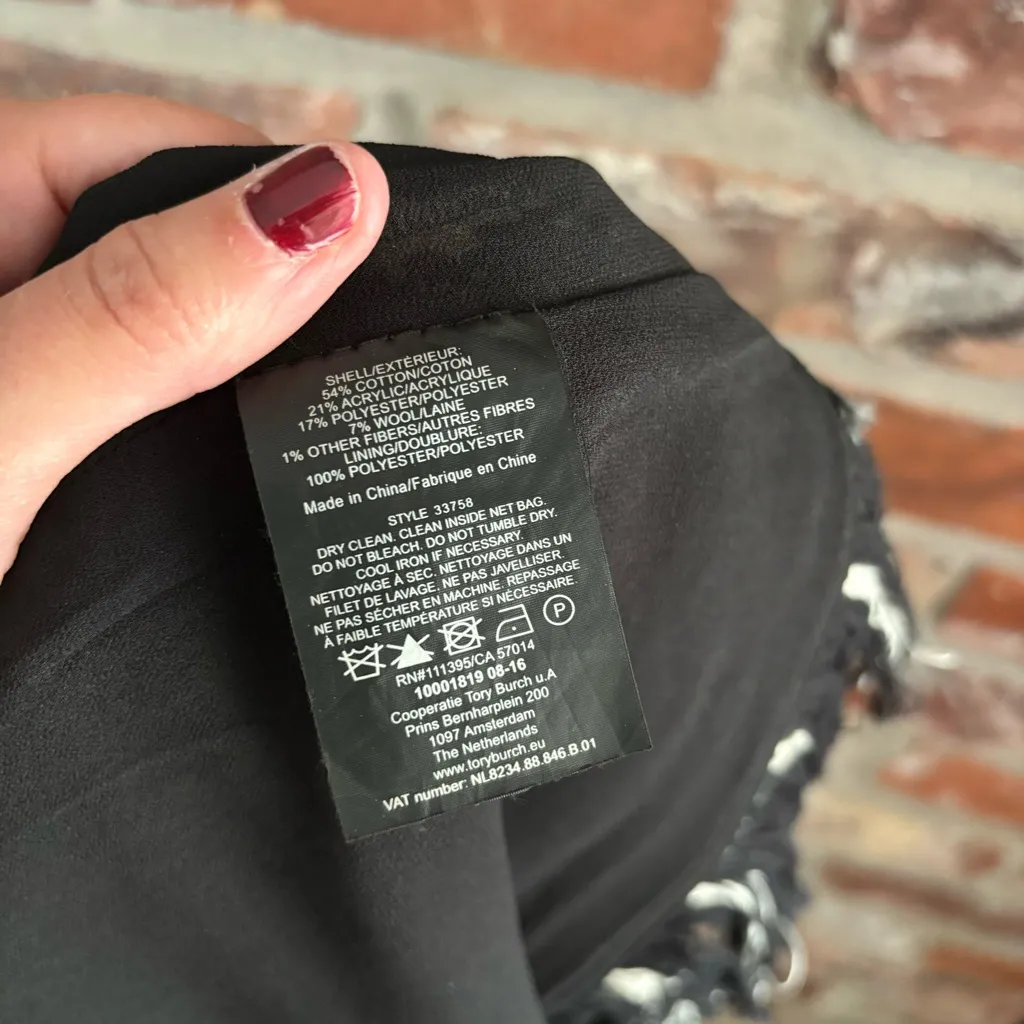 SHELL/EXTÉRIEUR:
54% COTTON/COTON
21% ACRYLIC/ACRYLIQUE
17% POLYESTER/POLYESTER
7% WOOL/LAINE
1% OTHER FIBERS/AUTRES FIBRES
LINING/DOUBLURE:
100% POLYESTER/POLYESTER
Made in China/Fabrique en Chine
STYLE 33758
DRY CLEAN. CLEAN INSIDE NET BAG.
DO NOT BLEACH. DO NOT TUMBLE DRY.
COOL IRON IF NECESSARY.
NETTOYAGE À SEC. NETTOYAGE DANS UN
FILET DE LAVAGE. NE PAS JAVELLISER.
NE PAS SÉCHER EN MACHINE. REPASSAGE
À FAIBLE TEMPÉRATURE SI NÉCESSAIRE.
P
RN#111395/CA 57014
10001819 08-16
Cooperatie Tory Burch u.A
Prins Bernharplein 200
1097 Amsterdam
The Netherlands
www.toryburch.eu
VAT number: NL8234.88.846.B.01